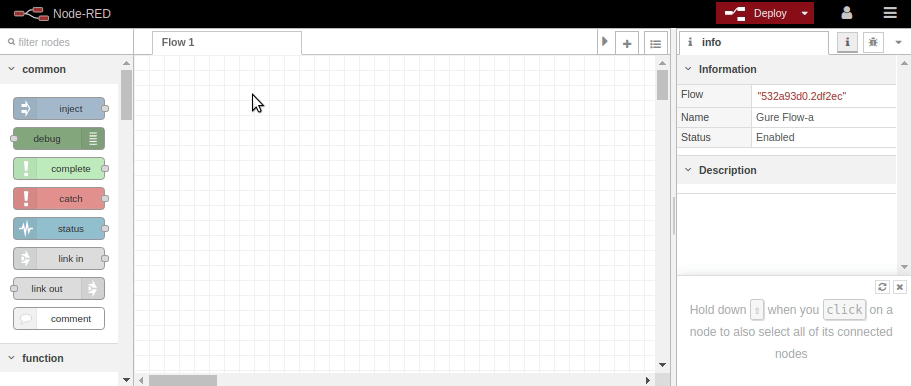 Node-RED
Deploy
filter nodes
Flow 1
info
common
inject
debug
complete
catch
status
link in
link out
comment
function
Information
Flow "532a93d0.2df2ec"
Name Gure Flow-a
Status Enabled
Description
Hold down ⇧ when you click on a
node to also select all of its connected
nodes